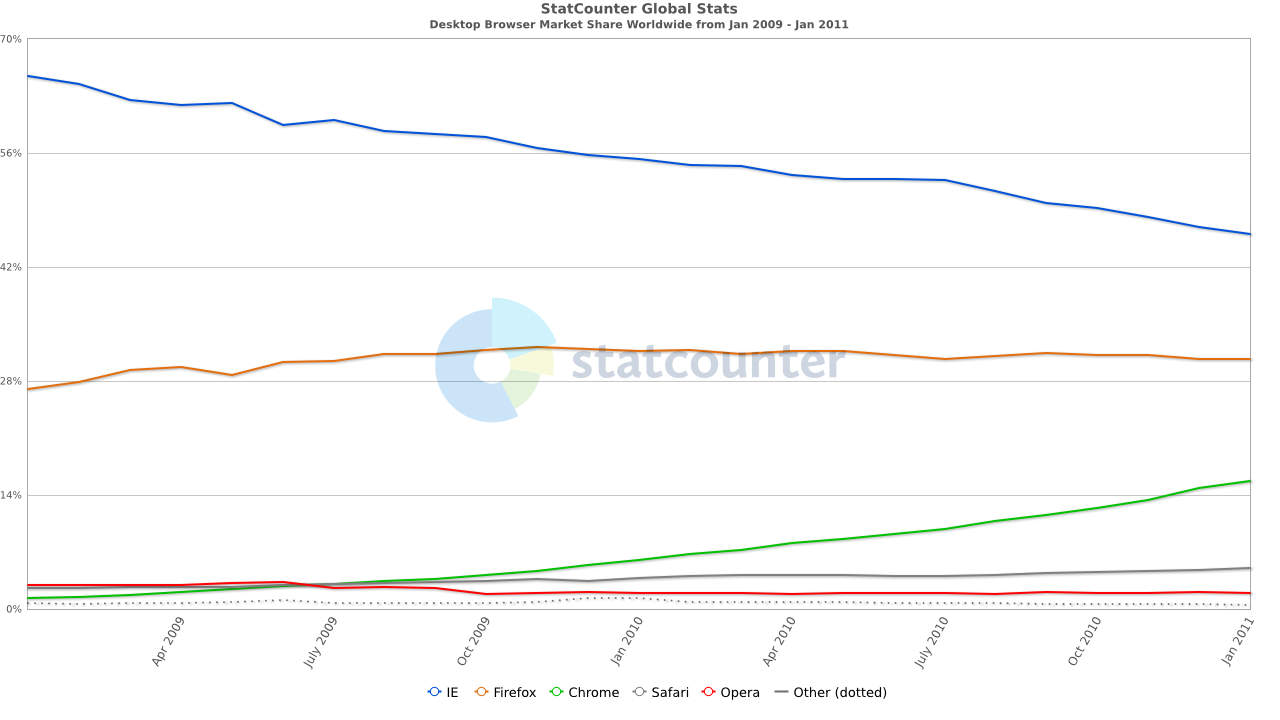 StatCounter Global Stats
Desktop Browser Market Share Worldwide from Jan 2009 - Jan 2011
70%
56%
42%
statcounter
28%
14%
0%
Apr 2009
July 2009
Oct 2009
Jan 2010
Apr 2010
July 2010
Oct 2010
Jan 2011
IE Firefox Chrome Safari Opera Other (dotted)